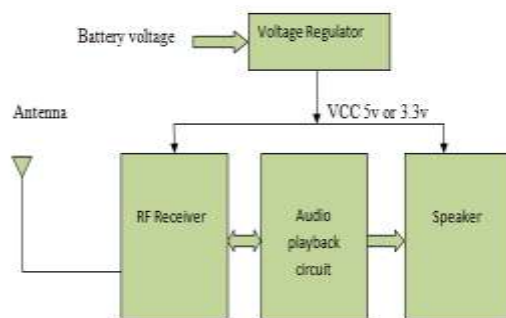 Battery voltage
Voltage Regulator
VCC 5v or 3.3v
Antenna
RF Receiver
Audio
playback
circuit
Speaker